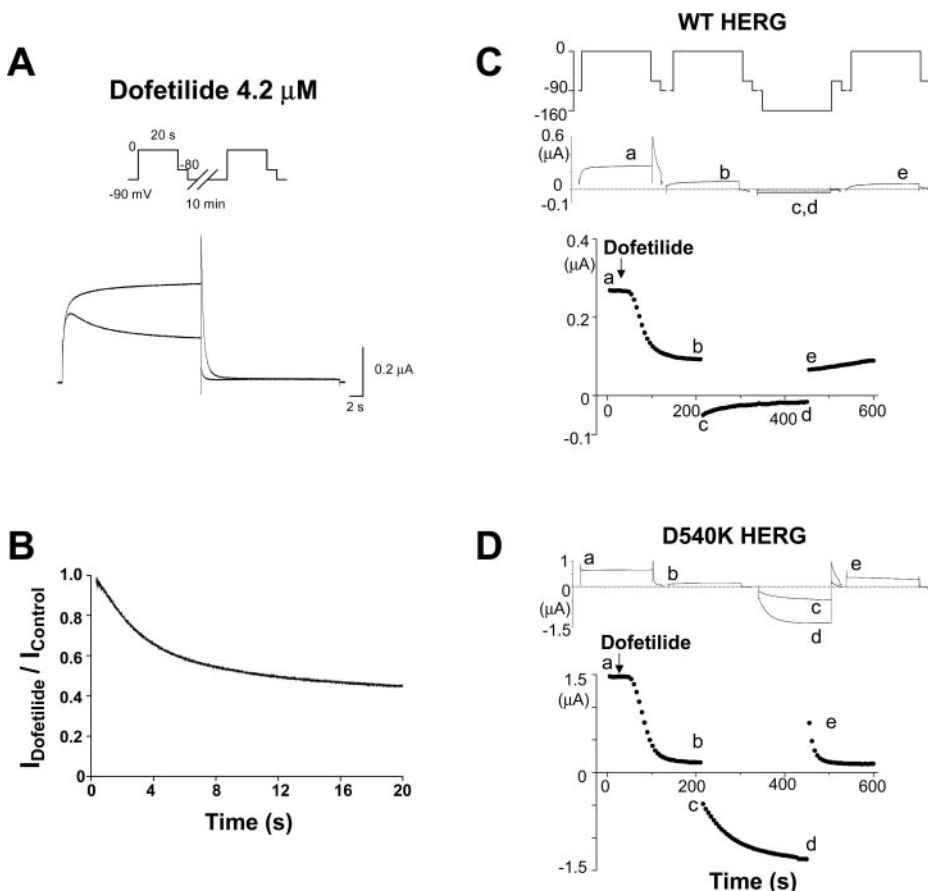 A
Dofetilide 4.2 μM
0
20 s
-80
-90 mV
10 min
0.2 μA
2 s
B
I Dofetilide / I Control
1.0
0.8
0.6
0.4
0.2
0
0 4 8 12 16 20
Time (s)
WT HERG
C
0
-90
-160
0.6
(μA)
0
-0.1
a
b
c,d
e
0.4
(μA)
0.2
0
-0.1
Dofetilide
a
b
c
d
e
0 200 400 600
D540K HERG
D
1
0
(μA)
-1.5
a
b
c
d
e
Dofetilide
1.5
(μA)
0
-1.5
a
b
c
d
e
0 200 400 600
Time (s)